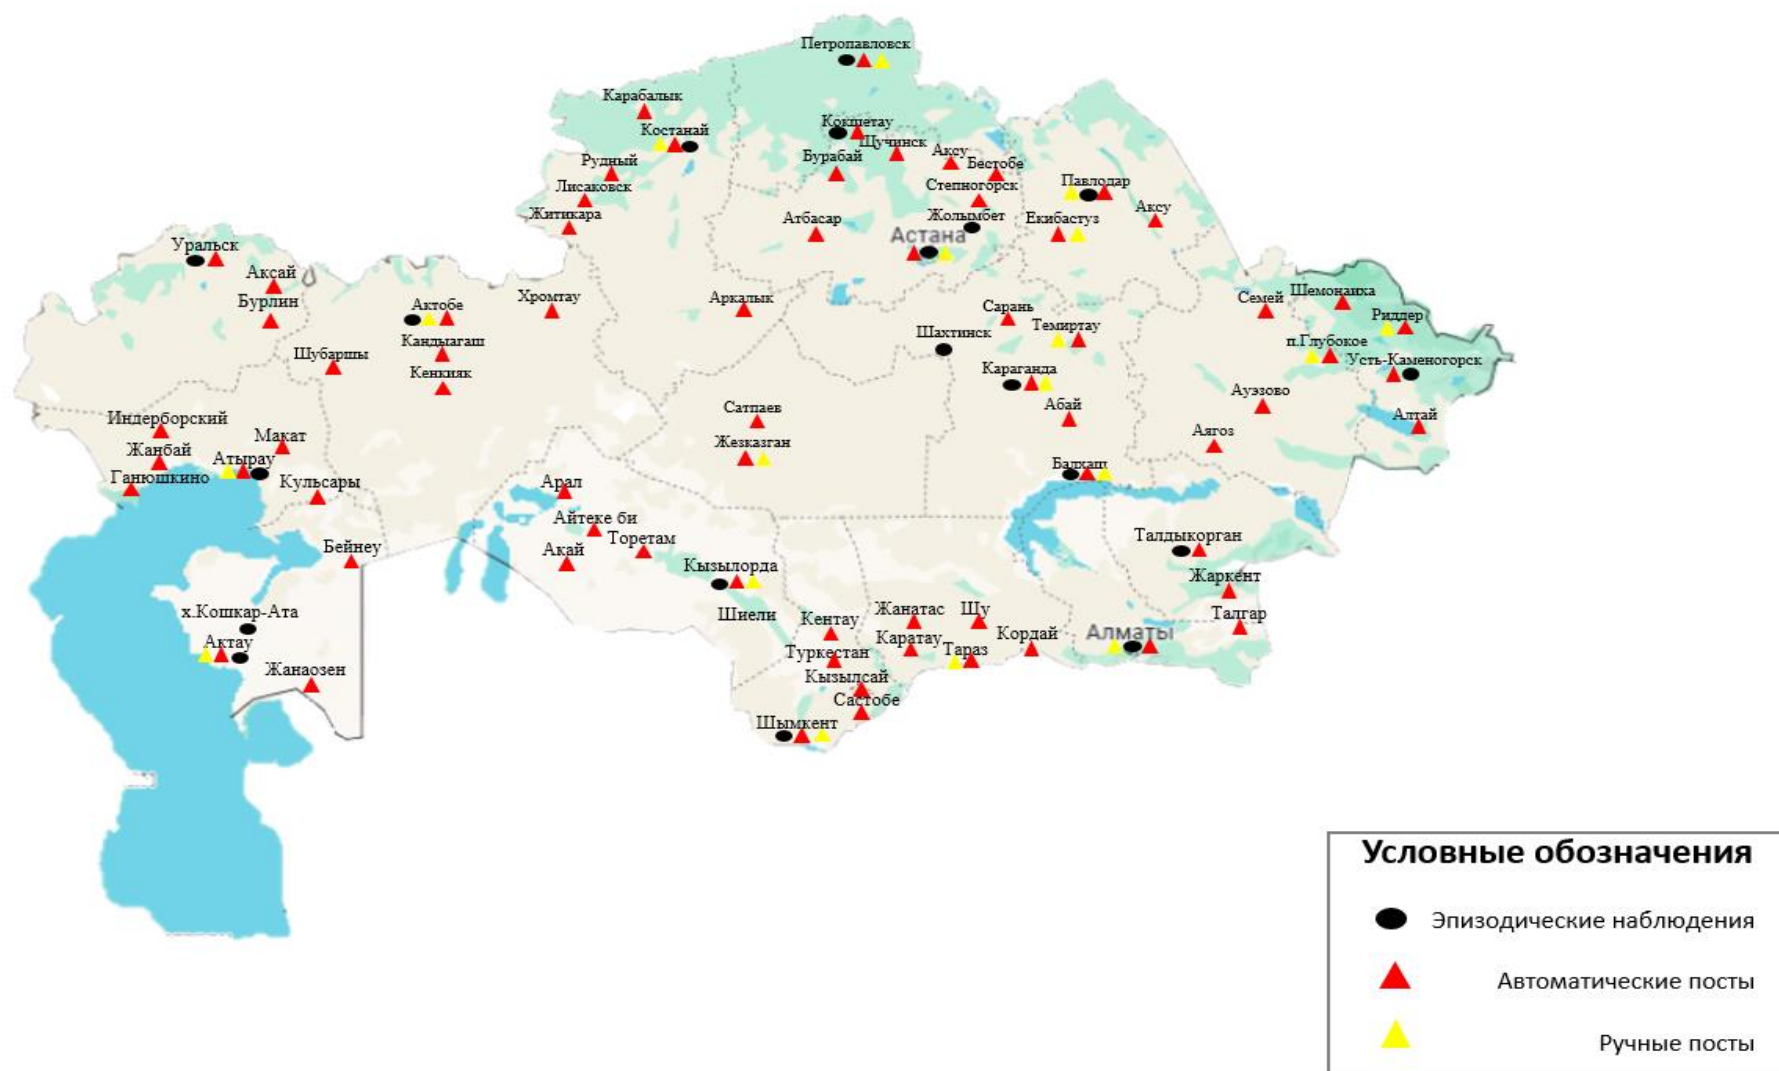 Петропавловск
Карабалык
Костанай
Кокшетау
Щучинск
Рудный
Бурабай
Аксу
Бестобе
Лисаковск
Степногорск
Павлодар
Житикара
Атбасар
Жолымбет
Екибастуз
Аксу
Астана
Уральск
Аксай
Бурлин
Актобе
Хромтау
Аркалык
Сарань
Темиртау
Семей
Шемонаиха
Риддер
Кандыагаш
Шахтинск
п.Глубокое
Усть-Каменогорск
Шубаршы
Кенкияк
Караганда
Абай
Ауэзово
Алтай
Сатпаев
Индерборский
Макат
Жезказган
Аягоз
Жанбай
Атырау
Балхаш
Ганюшкино
Кульсары
Арал
Айтеке би
Торетам
Акай
Бейнеу
Кызылорда
Талдыкорган
Жаркент
х.Кошкар-Ата
Шиели
Кентау
Жанатас
Шу
Талгар
Актау
Каратау
Кордай
Алматы
Жанаозен
Туркестан
Тараз
Кызылсай
Састобе
Шымкент
Условные обозначения
Эпизодические наблюдения
Автоматические посты
Ручные посты